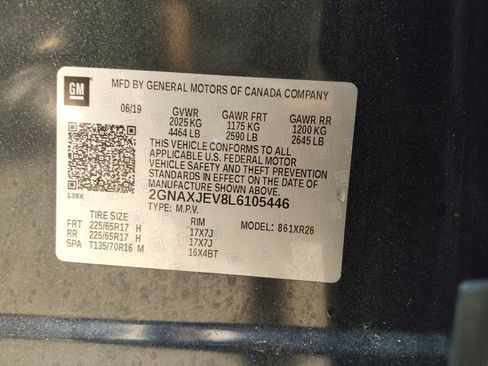 GM
MFD BY GENERAL MOTORS OF CANADA COMPANY
06/19 GVWR GAWR FRT GAWR RR
2025 KG 1175 KG 1200 KG
4464 LB 2590 LB 2645 LB
THIS VEHICLE CONFORMS TO ALL
APPLICABLE U.S. FEDERAL MOTOR
VEHICLE SAFETY AND THEFT PREVENTION
STANDARDS IN EFFECT ON THE DATE OF
MANUFACTURE SHOWN ABOVE.
139X 2GNAXJEV8L6105446
TYPE: M.P.V. MODEL: 861XR26
TIRE SIZE RIM
FRT 225/65R17 H 17X7J
RR 225/65R17 H 17X7J
SPA T135/70R16 M 16X4BT